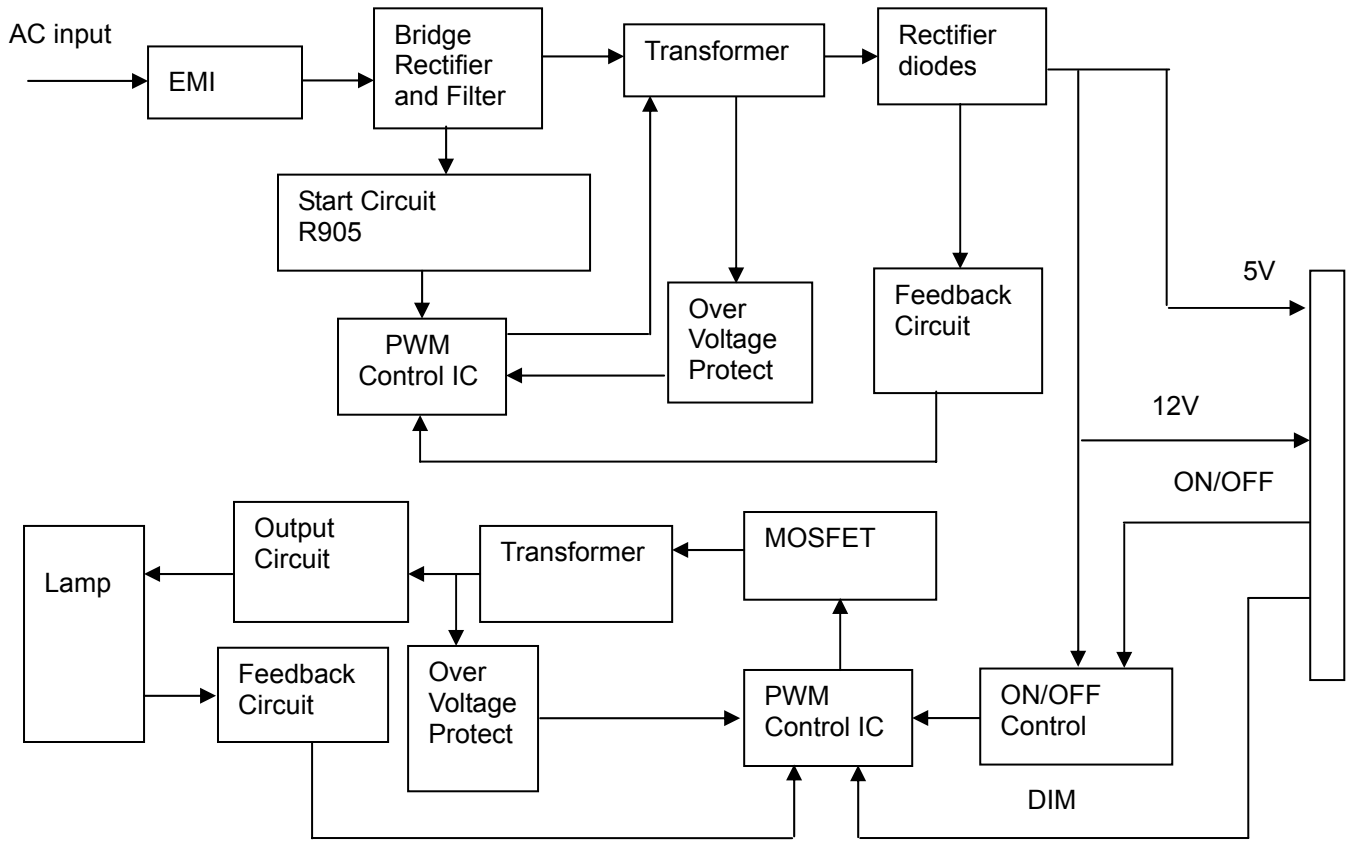 AC input
EMI
Bridge
Rectifier
and Filter
Transformer
Rectifier
diodes
Start Circuit
R905
PWM
Control IC
Over
Voltage
Protect
Feedback
Circuit
5V
12V
ON/OFF
Lamp
Output
Circuit
Transformer
MOSFET
Feedback
Circuit
Over
Voltage
Protect
PWM
Control IC
ON/OFF
Control
DIM